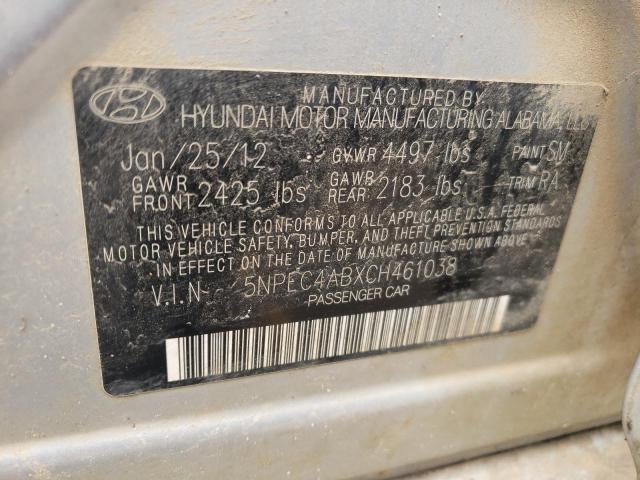 MANUFACTURED BY
HYUNDAI MOTOR MANUFACTURING ALABAMA, LLC
Jan/25/12 GVWR 4497 lbs PAINT SM
GAWR FRONT 2425 lbs GAWR REAR 2183 lbs TRIM RA
THIS VEHICLE CONFORMS TO ALL APPLICABLE U.S.A. FEDERAL
MOTOR VEHICLE SAFETY, BUMPER, AND THEFT PREVENTION STANDARDS
IN EFFECT ON THE DATE OF MANUFACTURE SHOWN ABOVE.
V.I.N 5NPEC4ABXCH461038
PASSENGER CAR